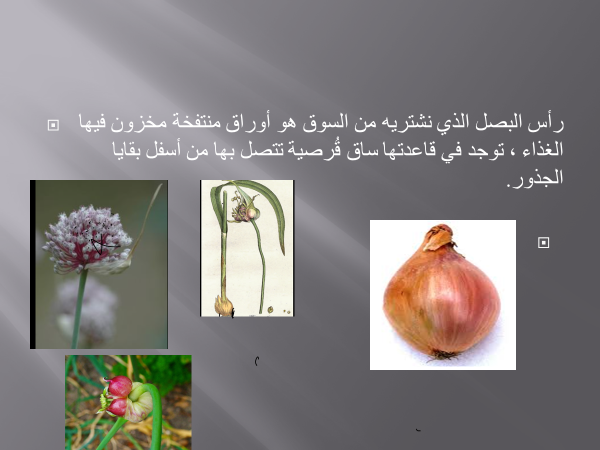 رأس البصل الذي نشتريه من السوق هو أوراق منتفخة مخزون فيها
الغذاء ، توجد في قاعدتها ساق قُرصية تتصل بها من أسفل بقايا
الجذور.